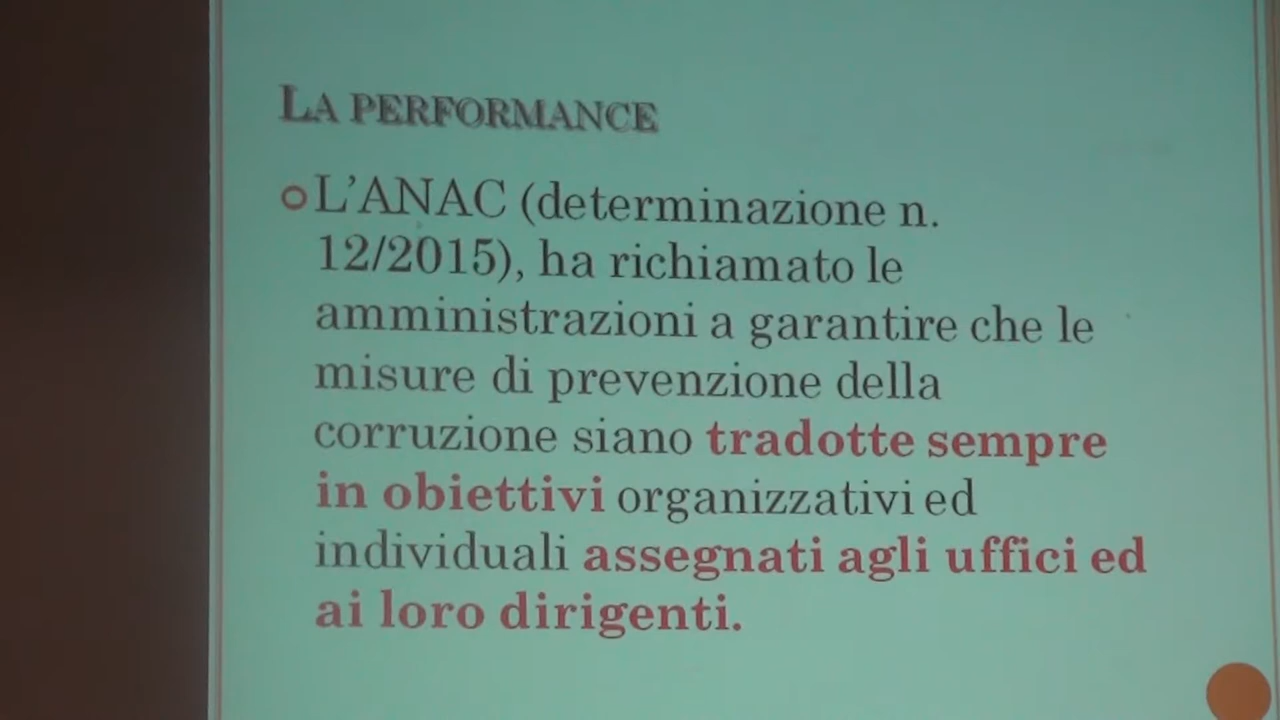 LA PERFORMANCE
L'ANAC (determinazione n.
12/2015), ha richiamato le
amministrazioni a garantire che le
misure di prevenzione della
corruzione siano tradotte sempre
in obiettivi organizzativi ed
individuali assegnati agli uffici ed
ai loro dirigenti.